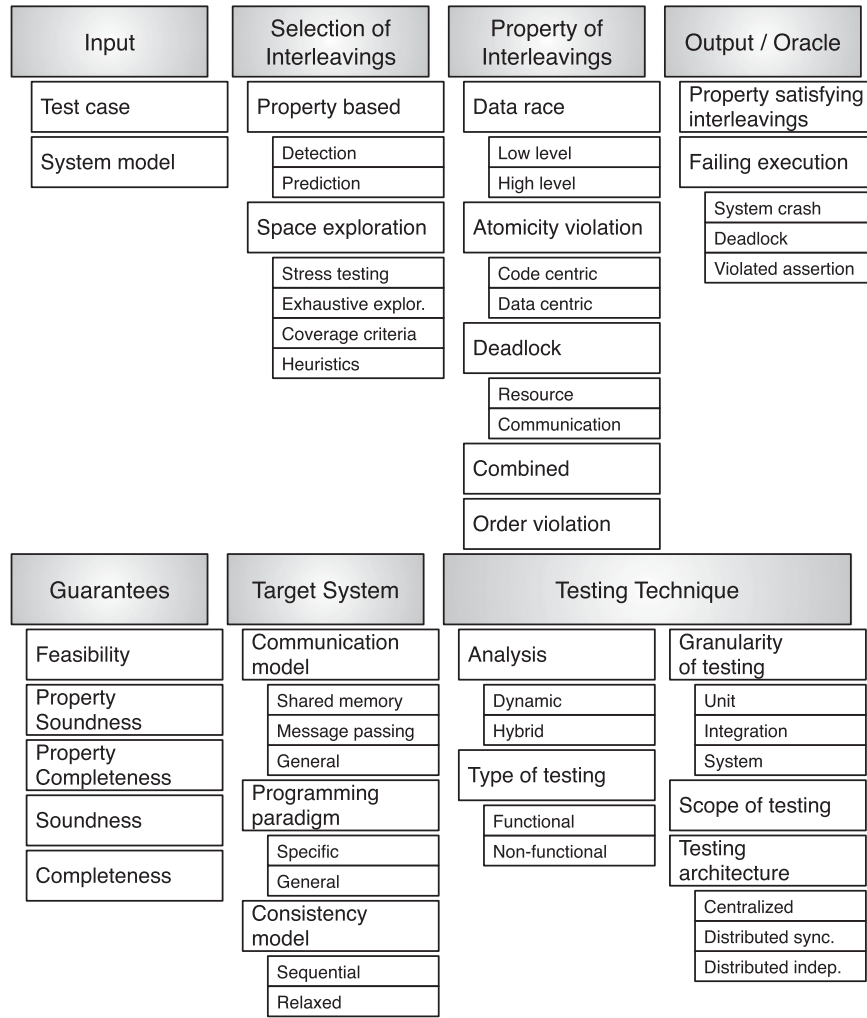 Input
Test case
System model
Selection of
Interleavings
Property based
Detection
Prediction
Space exploration
Stress testing
Exhaustive explor.
Coverage criteria
Heuristics
Property
of Interleavings
Data race
Low level
High level
Atomicity violation
Code centric
Data centric
Deadlock
Resource
Communication
Combined
Order violation
Output / Oracle
Property satisfying
interleavings
Failing execution
System crash
Deadlock
Violated assertion
Guarantees
Feasibility
Property
Soundness
Property
Completeness
Soundness
Completeness
Target System
Communication
model
Shared memory
Message passing
General
Programming
paradigm
Specific
General
Consistency
model
Sequential
Relaxed
Testing Technique
Analysis
Dynamic
Hybrid
Type of testing
Functional
Non-functional
Granularity
of testing
Unit
Integration
System
Scope of testing
Testing
architecture
Centralized
Distributed sync.
Distributed indep.